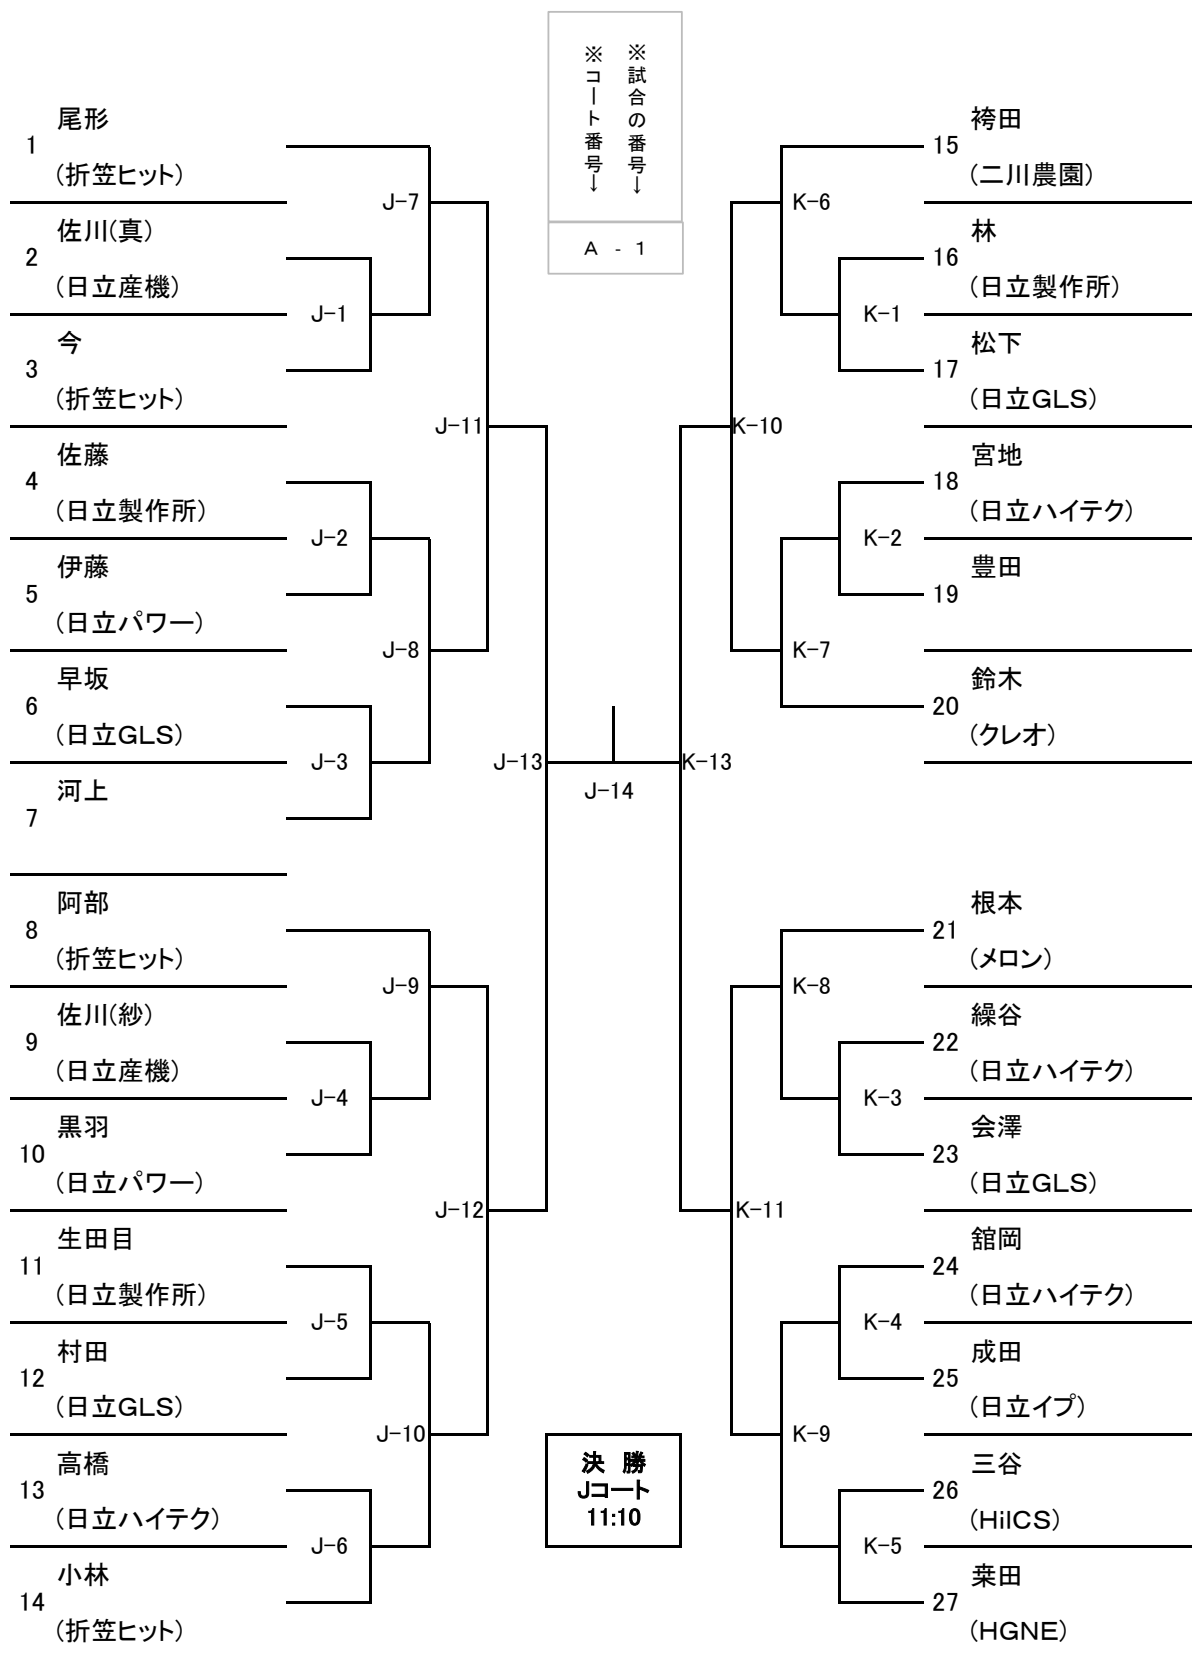 ※試合の番号→
※コート番号→
A - 1
1
尾形
(折笠ヒット)
2
佐川(真)
(日立産機)
3
今
(折笠ヒット)
4
佐藤
(日立製作所)
5
伊藤
(日立パワー)
6
早坂
(日立GLS)
7
河上
8
阿部
(折笠ヒット)
9
佐川(紗)
(日立産機)
10
黒羽
(日立パワー)
11
生田目
(日立製作所)
12
村田
(日立GLS)
13
高橋
(日立ハイテク)
14
小林
(折笠ヒット)
J-7
J-1
J-11
J-2
J-8
J-3
J-13
J-14
J-9
J-4
J-12
J-5
J-10
J-6
K-6
K-1
K-10
K-2
K-7
K-13
K-8
K-3
K-11
K-4
K-9
K-5
15
袴田
(二川農園)
16
林
(日立製作所)
17
松下
(日立GLS)
18
宮地
(日立ハイテク)
19
豊田
20
鈴木
(クレオ)
21
根本
(メロン)
22
繰谷
(日立ハイテク)
23
会澤
(日立GLS)
24
舘岡
(日立ハイテク)
25
成田
(日立イプ)
26
三谷
(HiICS)
27
桒田
(HGNE)
決 勝
Jコート
11:10